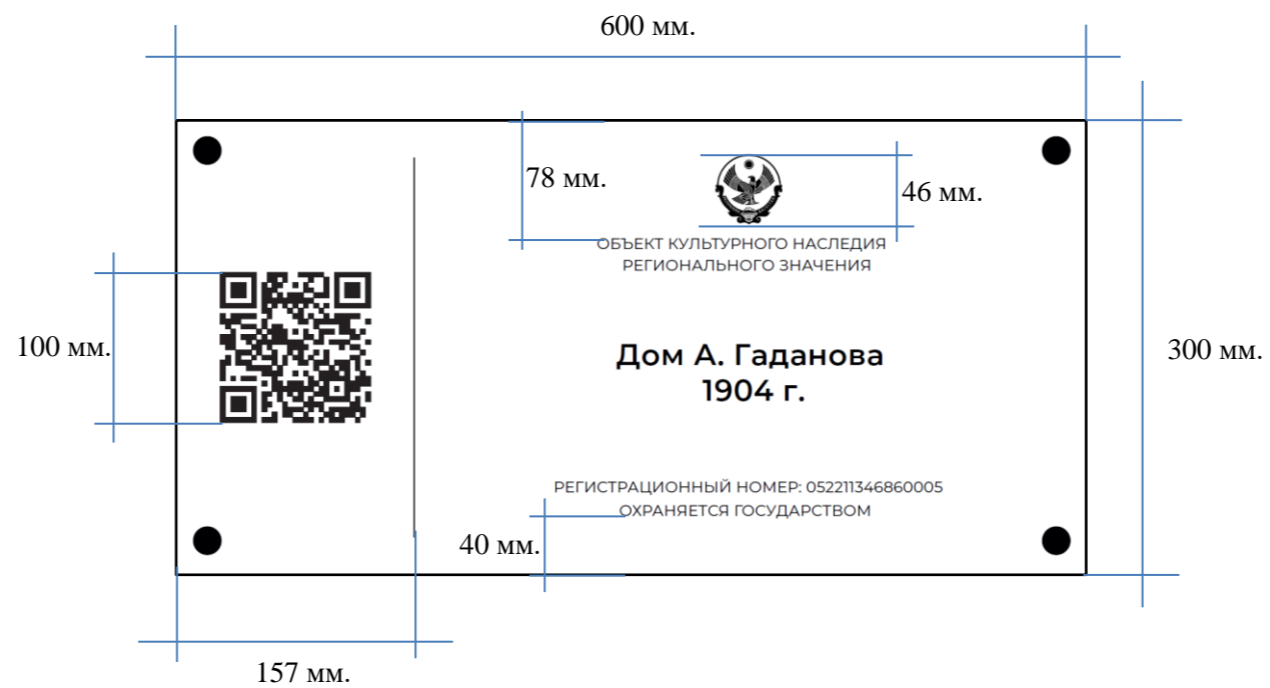 600 мм.
78 мм.
46 мм.
ОБЪЕКТ КУЛЬТУРНОГО НАСЛЕДИЯ
РЕГИОНАЛЬНОГО ЗНАЧЕНИЯ
100 мм.
300 мм.
Дом А. Гаданова
1904 г.
РЕГИСТРАЦИОННЫЙ НОМЕР: 052211346860005
ОХРАНЯЕТСЯ ГОСУДАРСТВОМ
40 мм.
157 мм.